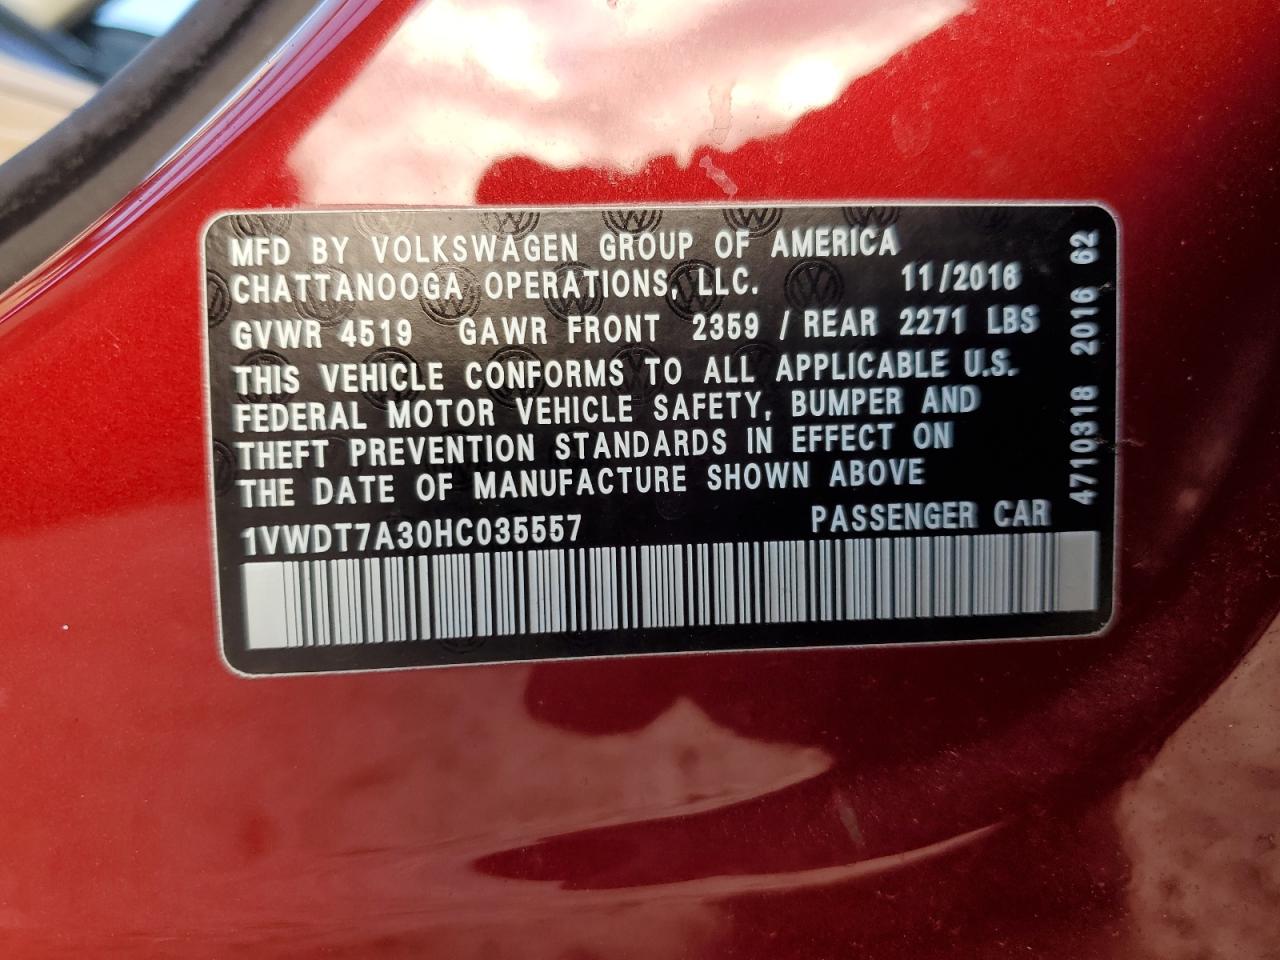 MFD BY VOLKSWAGEN GROUP OF AMERICA
CHATTANOOGA OPERATIONS, LLC. 11/2016
GVWR 4519 GAWR FRONT 2359 / REAR 2271 LBS
THIS VEHICLE CONFORMS TO ALL APPLICABLE U.S.
FEDERAL MOTOR VEHICLE SAFETY, BUMPER AND
THEFT PREVENTION STANDARDS IN EFFECT ON
THE DATE OF MANUFACTURE SHOWN ABOVE
1VWDT7A30HC035557 PASSENGER CAR
4710318 2016 62